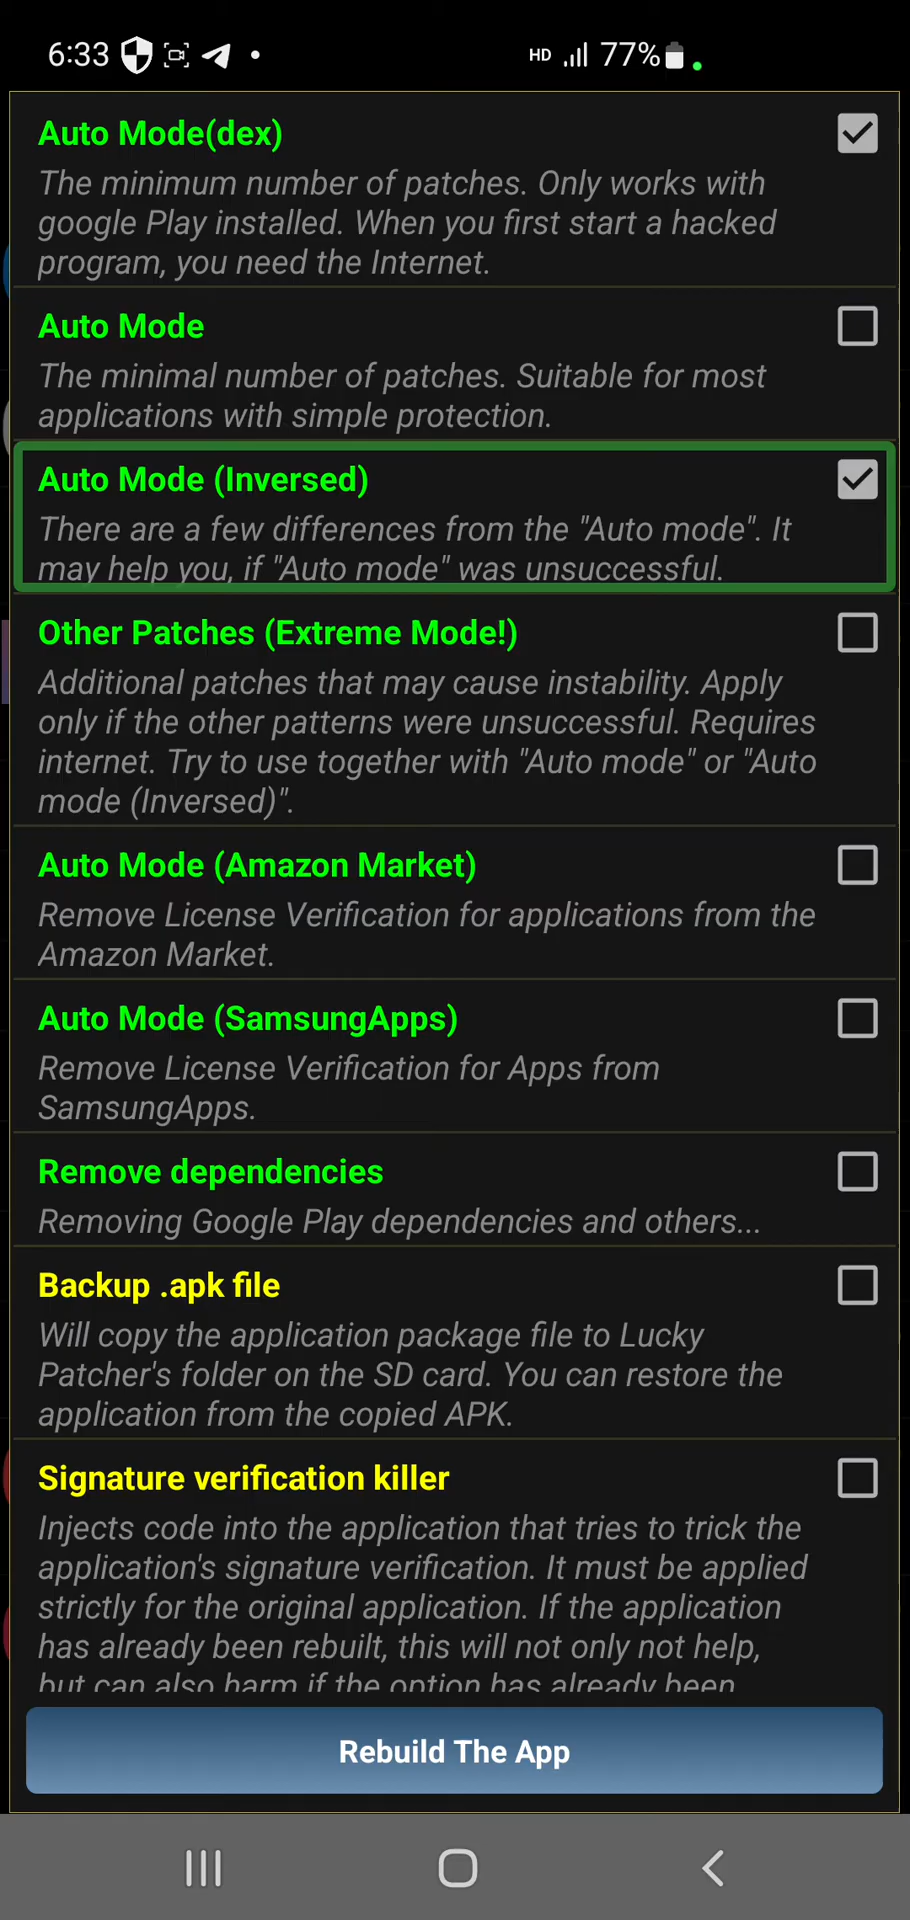 6:33
HD 77%
Auto Mode(dex)
The minimum number of patches. Only works with
google Play installed. When you first start a hacked
program, you need the Internet.
Auto Mode
The minimal number of patches. Suitable for most
applications with simple protection.
Auto Mode (Inversed)
There are a few differences from the "Auto mode". It
may help you, if "Auto mode" was unsuccessful.
Other Patches (Extreme Mode!)
Additional patches that may cause instability. Apply
only if the other patterns were unsuccessful. Requires
internet. Try to use together with "Auto mode" or "Auto
mode (Inversed)".
Auto Mode (Amazon Market)
Remove License Verification for applications from the
Amazon Market.
Auto Mode (SamsungApps)
Remove License Verification for Apps from
SamsungApps.
Remove dependencies
Removing Google Play dependencies and others...
Backup .apk file
Will copy the application package file to Lucky
Patcher's folder on the SD card. You can restore the
application from the copied APK.
Signature verification killer
Injects code into the application that tries to trick the
application's signature verification. It must be applied
strictly for the original application. If the application
has already been rebuilt, this will not only not help,
but can also harm if the option has already been
Rebuild The App